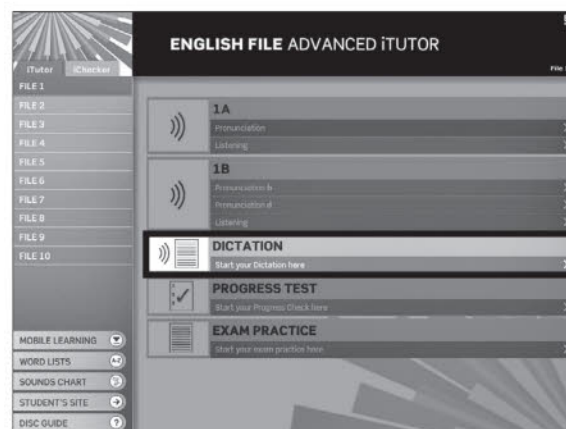 ENGLISH FILE ADVANCED iTUTOR
iTutor
iChecker
File
FILE 1
FILE 2
FILE 3
FILE 4
FILE 5
FILE 6
FILE 7
FILE 8
FILE 9
FILE 10
1A
Pronunciation
Listening
1B
Pronunciation b
Pronunciation d
Listening
DICTATION
Start your Dictation here
PROGRESS TEST
Start your Progress Check here
EXAM PRACTICE
Start your exam practice here
MOBILE LEARNING
WORD LISTS A-Z
SOUNDS CHART
STUDENT'S SITE
DISC GUIDE ?